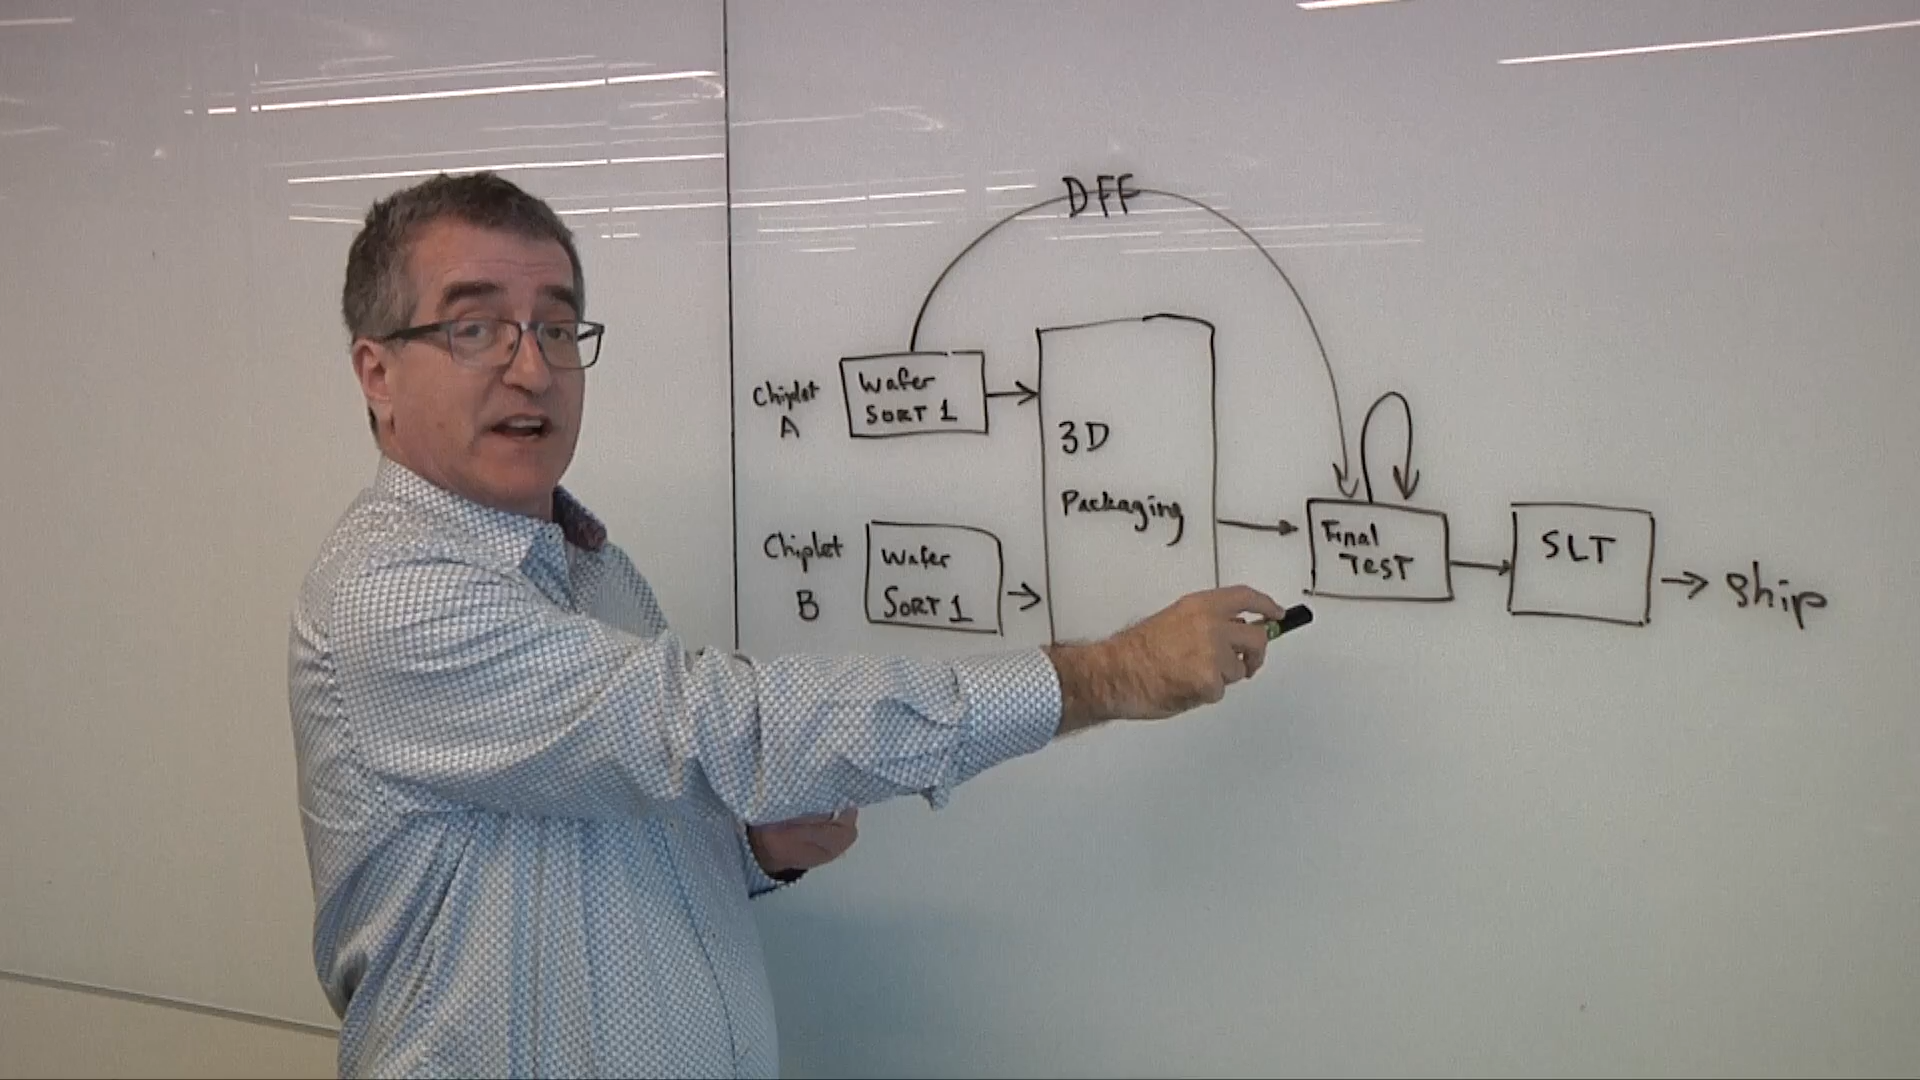 DFF
Chiplet
A
Wafer
SORT 1
3D
Packaging
Chiplet
B
Wafer
SORT 1
Final
TEST
SLT
ship